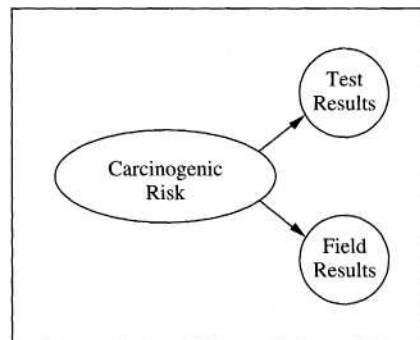 Test
Results
Carcinogenic
Risk
Field
Results